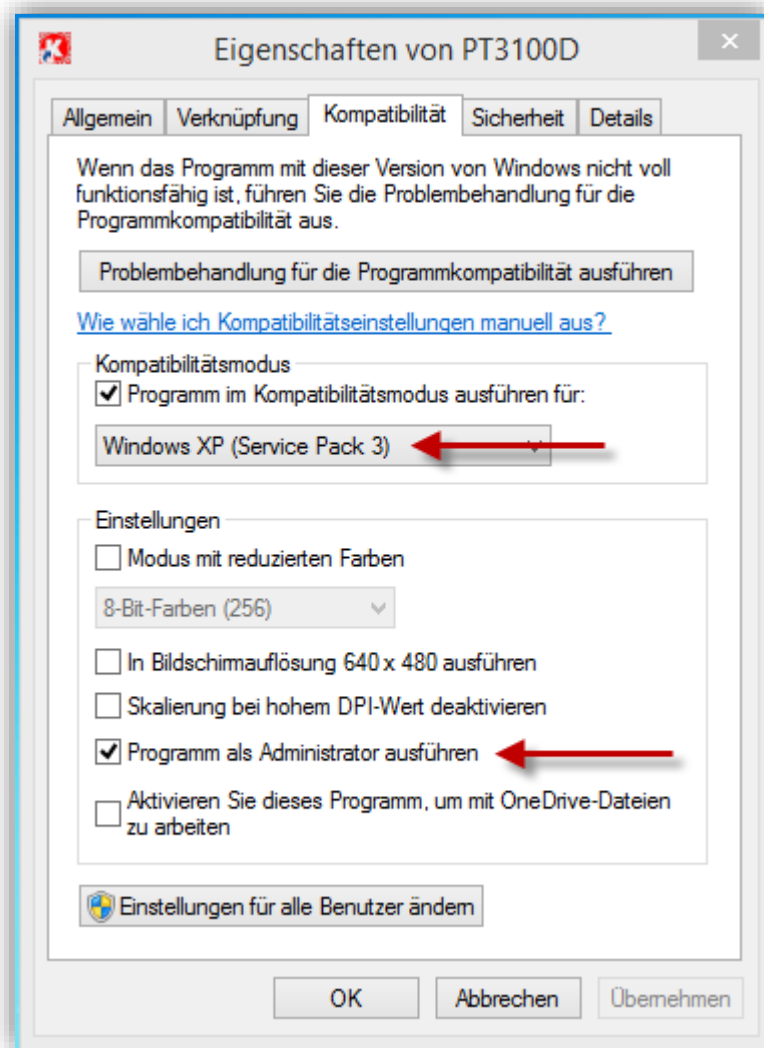 Eigenschaften von PT3100D
Allgemein Verknüpfung Kompatibilität Sicherheit Details
Wenn das Programm mit dieser Version von Windows nicht voll
funktionsfähig ist, führen Sie die Problembehandlung für die
Programmkompatibilität aus.
Problembehandlung für die Programmkompatibilität ausführen
Wie wähle ich Kompatibilitätseinstellungen manuell aus?
Kompatibilitätsmodus
Programm im Kompatibilitätsmodus ausführen für:
Windows XP (Service Pack 3)
Einstellungen
Modus mit reduzierten Farben
8-Bit-Farben (256)
In Bildschirmauflösung 640 x 480 ausführen
Skalierung bei hohem DPI-Wert deaktivieren
Programm als Administrator ausführen
Aktivieren Sie dieses Programm, um mit OneDrive-Dateien
zu arbeiten
Einstellungen für alle Benutzer ändern
OK Abbrechen Übernehmen